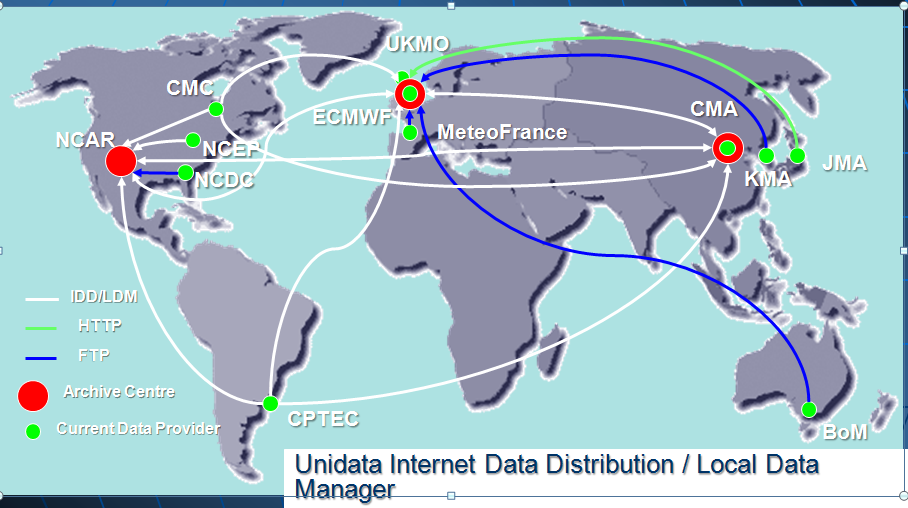 UKMO
CMC
CMA
NCAR
ECMWF
MeteoFrance
NCEP
JMA
NCDC
KMA
IDD/LDM
HTTP
FTP
Archive Centre
CPTEC
Current Data Provider
BoM
Unidata Internet Data Distribution / Local Data
Manager